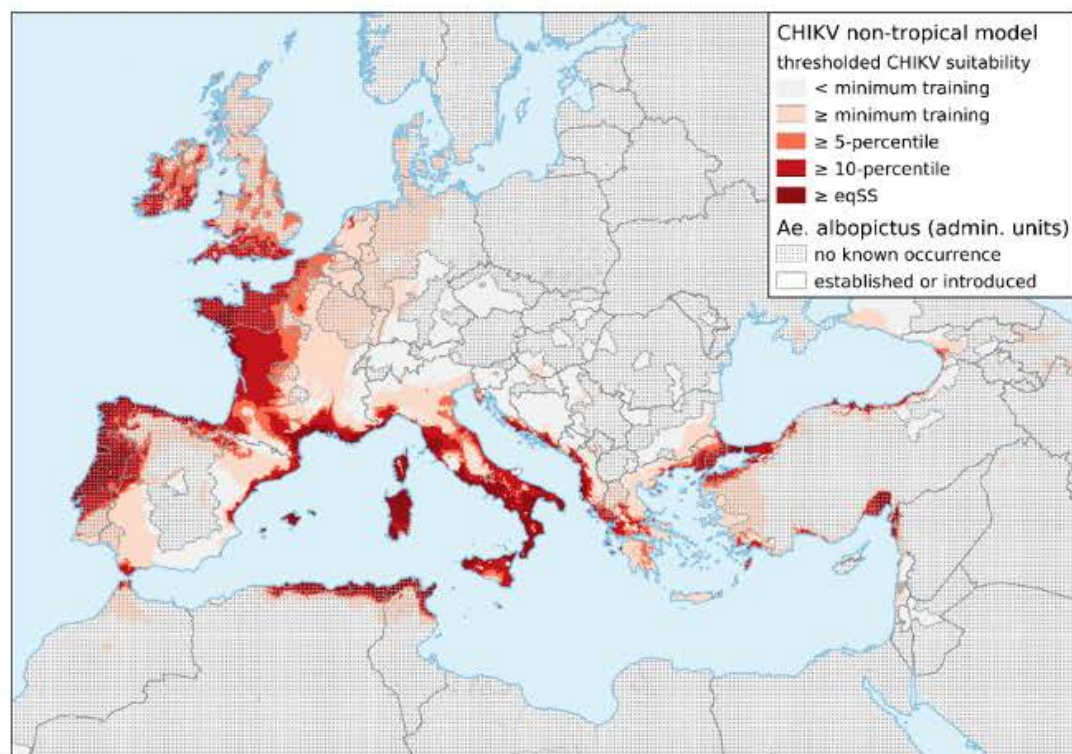 CHIKV non-tropical model
thresholded CHIKV suitability
< minimum training
≥ minimum training
≥ 5-percentile
≥ 10-percentile
≥ eqSS
Ae. albopictus (admin. units)
no known occurrence
established or introduced